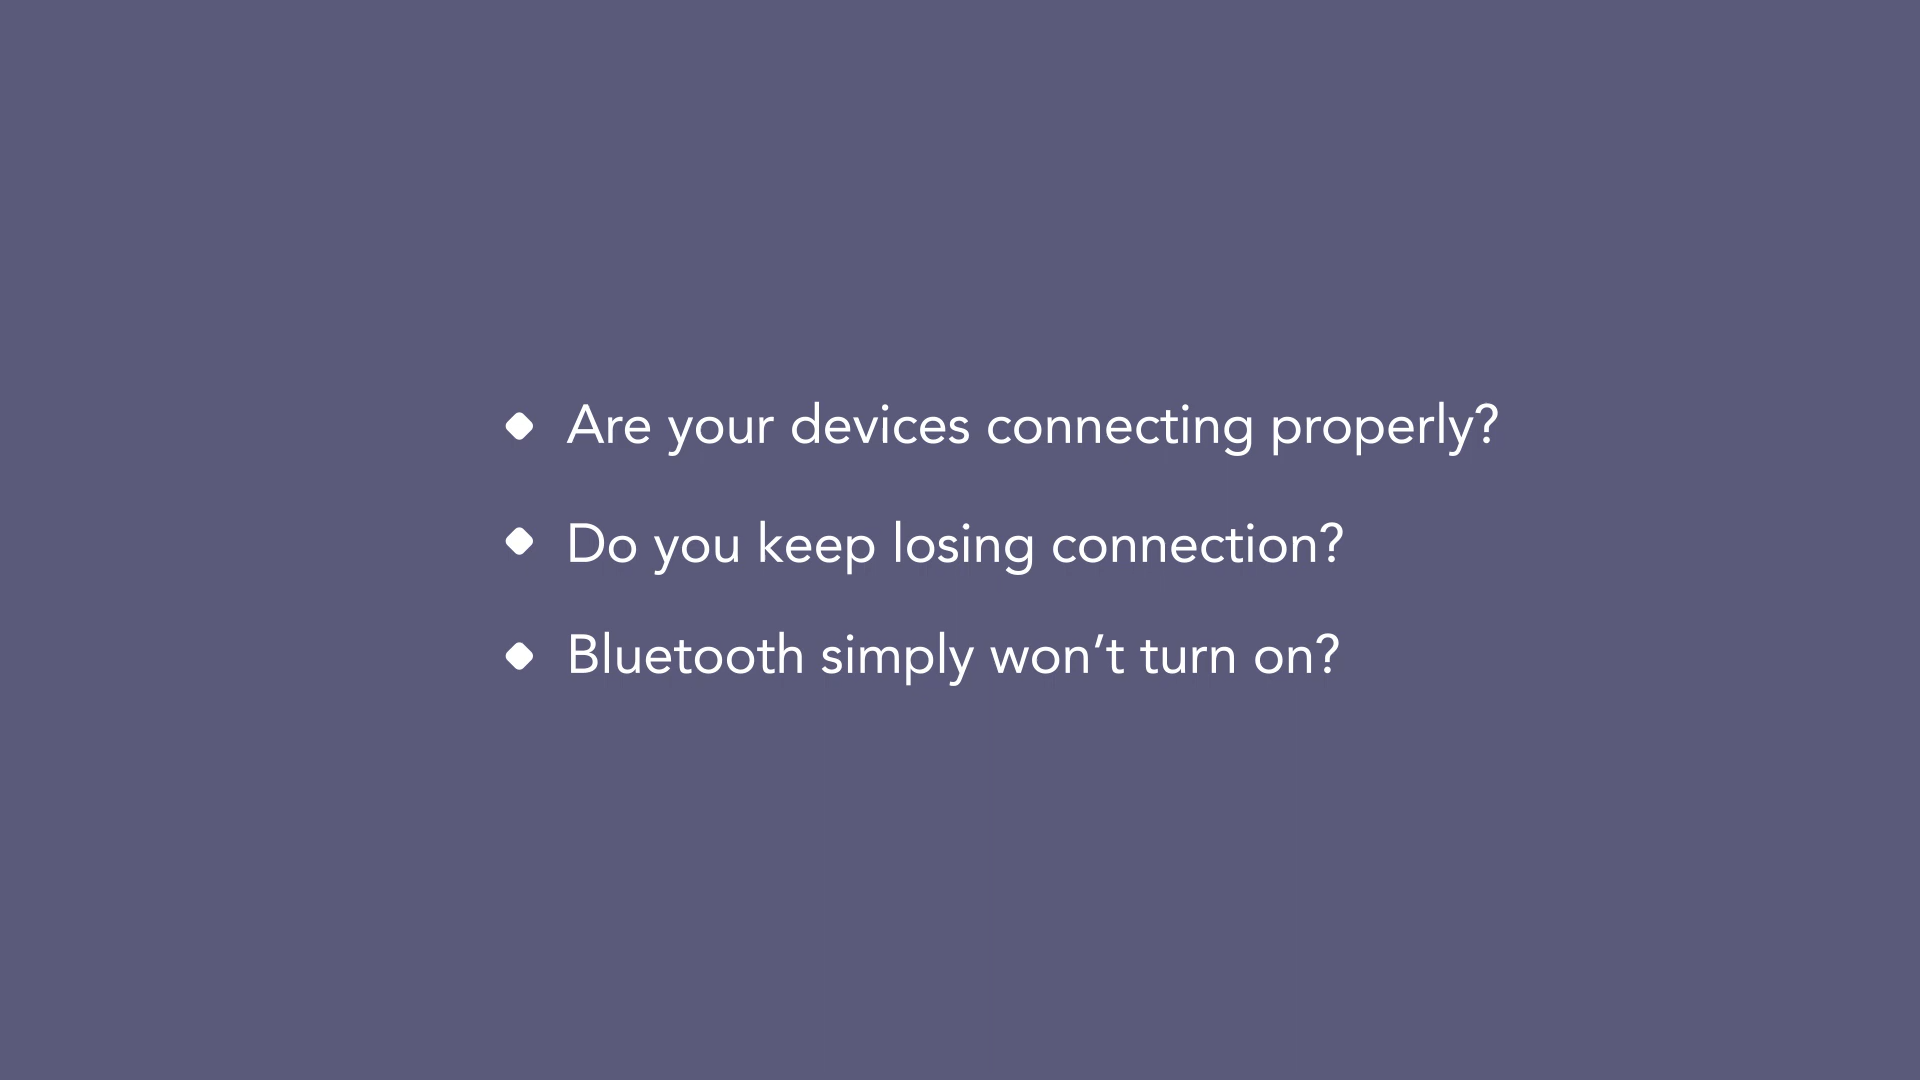 Are your devices connecting properly?
Do you keep losing connection?
Bluetooth simply won’t turn on?